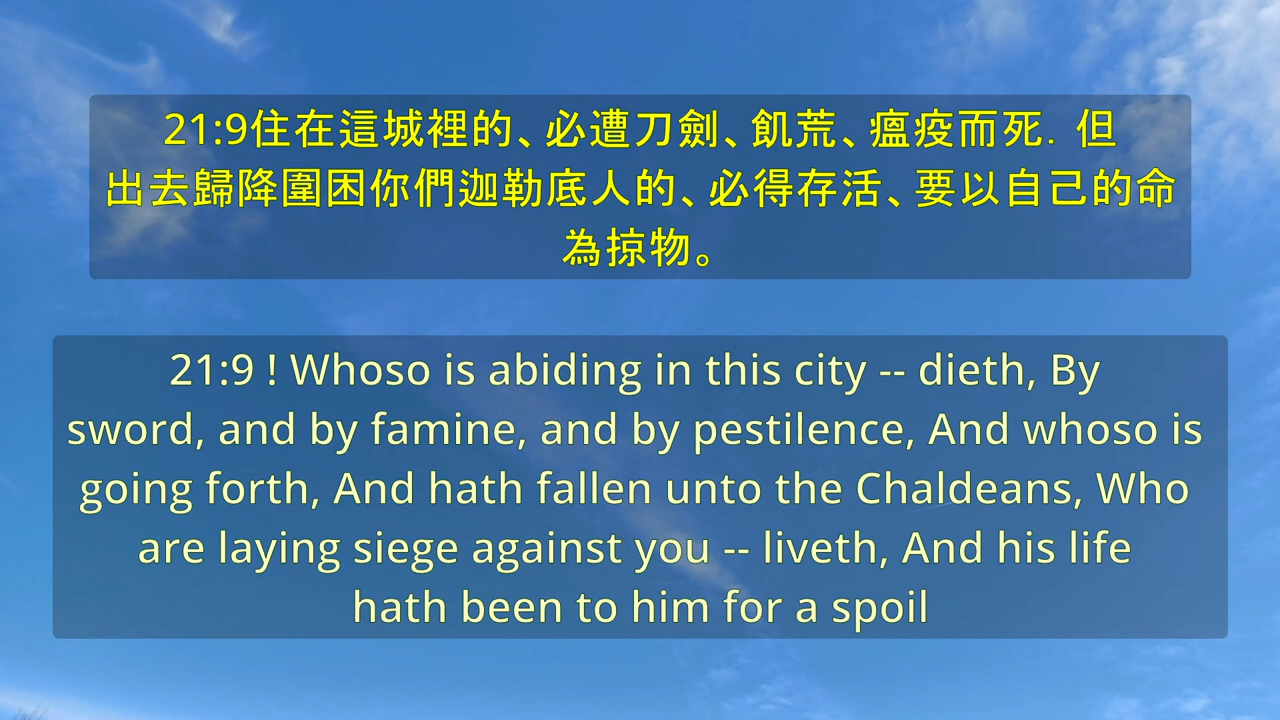 21:9住在這城裡的、必遭刀劍、飢荒、瘟疫而死. 但
出去歸降圍困你們迦勒底人的、必得存活、要以自己的命
為掠物。
21:9 ! Whoso is abiding in this city -- dieth, By
sword, and by famine, and by pestilence, And whoso is
going forth, And hath fallen unto the Chaldeans, Who
are laying siege against you -- liveth, And his life
hath been to him for a spoil